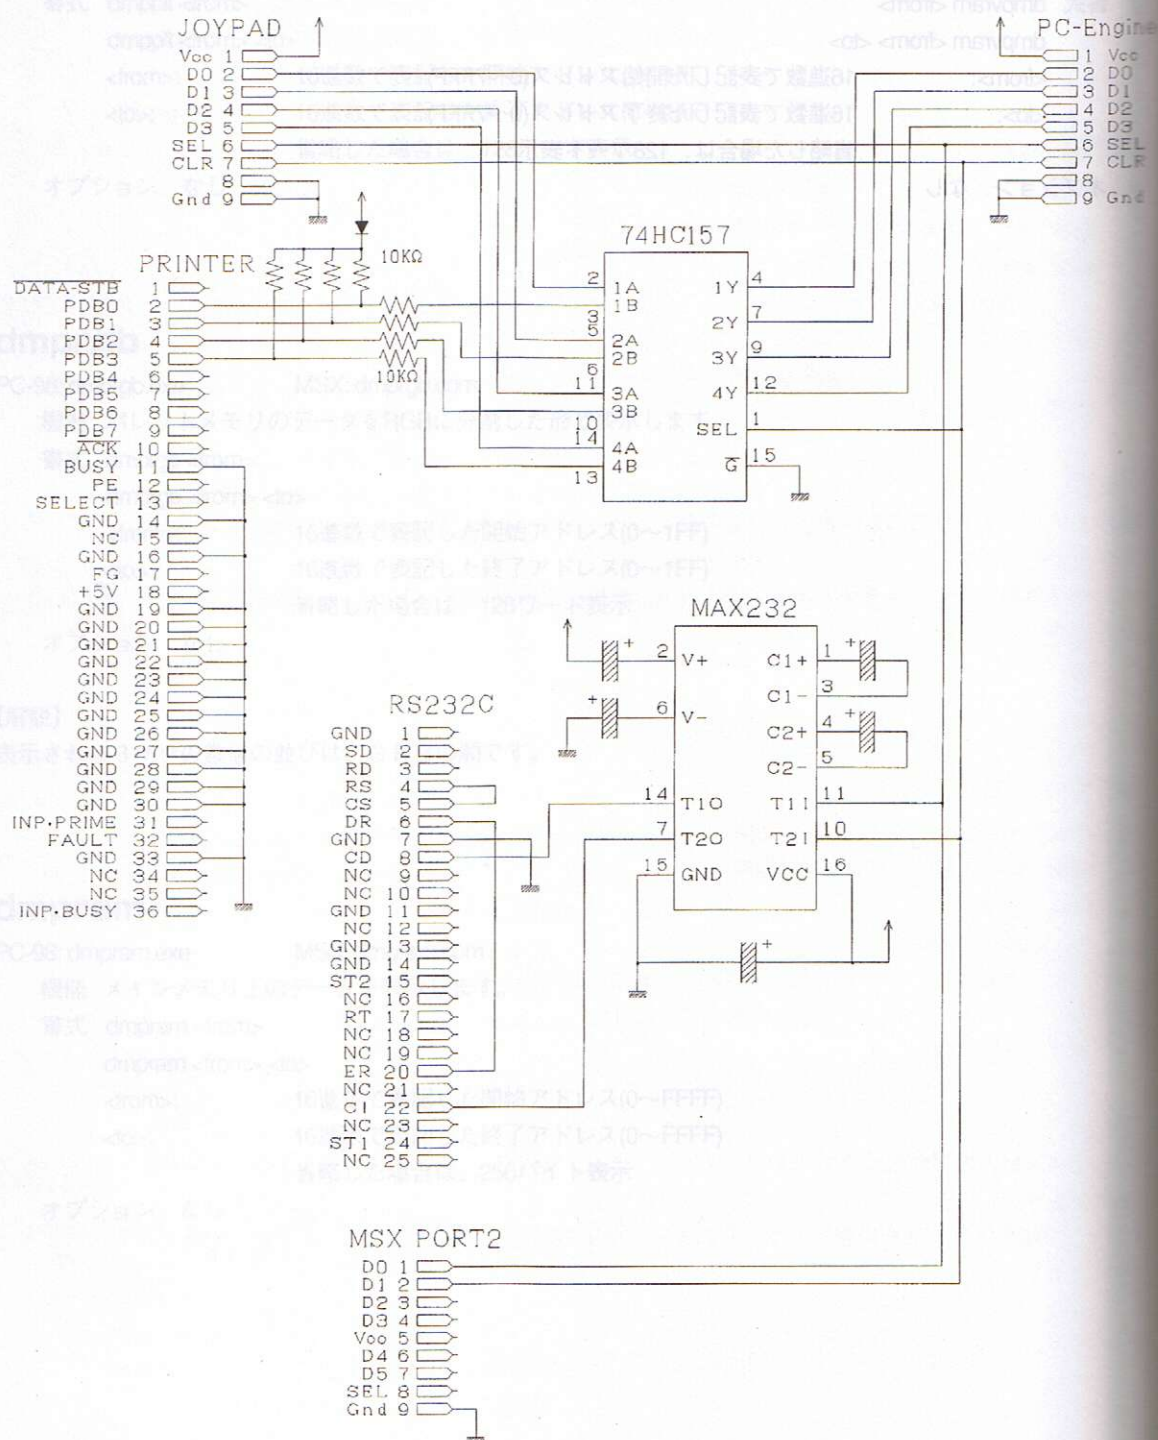 JOYPAD
Vcc 1
D0 2
D1 3
D2 4
D3 5
SEL 6
CLR 7
8
Gnd 9
PC-Engine
1 Vcc
2 D0
3 D1
4 D2
5 D3
6 SEL
7 CLR
8
9 Gnd
10KΩ
PRINTER
DATA-STB 1
PDB0 2
PDB1 3
PDB2 4
PDB3 5
PDB4 6
PDB5 7
PDB6 8
PDB7 9
ACK 10
BUSY 11
PE 12
SELECT 13
GND 14
NC 15
GND 16
FG 17
+5V 18
GND 19
GND 20
GND 21
GND 22
GND 23
GND 24
GND 25
GND 26
GND 27
GND 28
GND 29
GND 30
INP·PRIME 31
FAULT 32
GND 33
NC 34
NC 35
INP·BUSY 36
10KΩ
74HC157
2 1A 1Y 4
3 1B
5 2A 2Y 7
6 2B 3Y 9
11 3A 4Y 12
10 3B
14 4A SEL 1
13 4B G 15
MAX232
+ 2 V+ C1+ 1 +
C1- 3
+ 6 V- C2+ 4 +
C2- 5
14 T1O T1I 11
7 T2O T2I 10
15 GND VCC 16
+
RS232C
GND 1
SD 2
RD 3
RS 4
CS 5
DR 6
GND 7
CD 8
NC 9
NC 10
GND 11
NC 12
GND 13
GND 14
ST2 15
NC 16
RT 17
NC 18
NC 19
ER 20
NC 21
CI 22
NC 23
ST1 24
NC 25
MSX PORT2
D0 1
D1 2
D2 3
D3 4
Vcc 5
D4 6
D5 7
SEL 8
Gnd 9